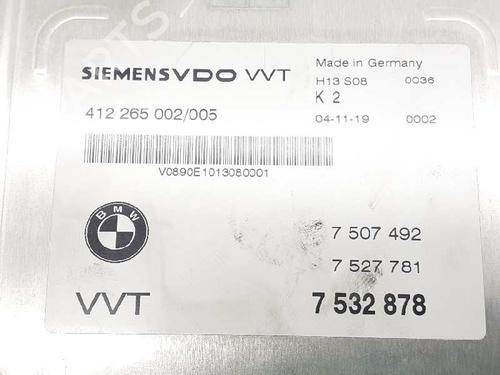 SIEMENSVDO VVT
Made in Germany
H13 S08 0036
K 2
412 265 002/005
04-11-19 0002
V0890E1013080001
BMW
7 507 492
7 527 781
VVT
7 532 878